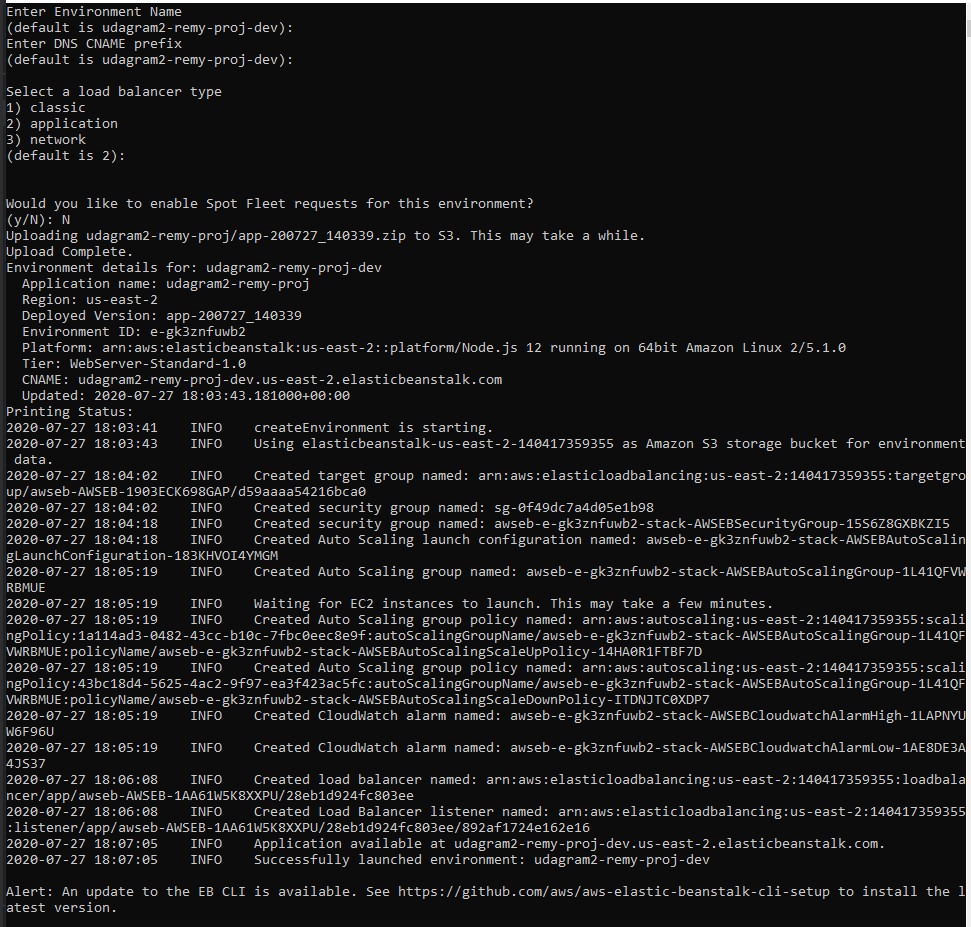 Enter Environment Name
(default is udagram2-remy-proj-dev):
Enter DNS CNAME prefix
(default is udagram2-remy-proj-dev):
Select a load balancer type
1) classic
2) application
3) network
(default is 2):
Would you like to enable Spot Fleet requests for this environment?
(y/N): N
Uploading udagram2-remy-proj/app-200727_140339.zip to S3. This may take a while.
Upload Complete.
Environment details for: udagram2-remy-proj-dev
  Application name: udagram2-remy-proj
  Region: us-east-2
  Deployed Version: app-200727_140339
  Environment ID: e-gk3znfuwb2
  Platform: arn:aws:elasticbeanstalk:us-east-2::platform/Node.js 12 running on 64bit Amazon Linux 2/5.1.0
  Tier: WebServer-Standard-1.0
  CNAME: udagram2-remy-proj-dev.us-east-2.elasticbeanstalk.com
  Updated: 2020-07-27 18:03:43.181000+00:00
Printing Status:
2020-07-27 18:03:41    INFO    createEnvironment is starting.
2020-07-27 18:03:43    INFO    Using elasticbeanstalk-us-east-2-140417359355 as Amazon S3 storage bucket for environment
 data.
2020-07-27 18:04:02    INFO    Created target group named: arn:aws:elasticloadbalancing:us-east-2:140417359355:targetgro
up/awseb-AWSEB-1903ECK698GAP/d59aaaa54216bca0
2020-07-27 18:04:02    INFO    Created security group named: sg-0f49dc7a4d05e1b98
2020-07-27 18:04:18    INFO    Created security group named: awseb-e-gk3znfuwb2-stack-AWSEBSecurityGroup-15S6Z8GXBKZI5
2020-07-27 18:04:18    INFO    Created Auto Scaling launch configuration named: awseb-e-gk3znfuwb2-stack-AWSEBAutoScalin
gLaunchConfiguration-183KHVOI4YMGM
2020-07-27 18:05:19    INFO    Created Auto Scaling group named: awseb-e-gk3znfuwb2-stack-AWSEBAutoScalingGroup-1L41QFVW
RBMUE
2020-07-27 18:05:19    INFO    Waiting for EC2 instances to launch. This may take a few minutes.
2020-07-27 18:05:19    INFO    Created Auto Scaling group policy named: arn:aws:autoscaling:us-east-2:140417359355:scali
ngPolicy:1a114ad3-0482-43cc-b10c-7fbc0eec8e9f:autoScalingGroupName/awseb-e-gk3znfuwb2-stack-AWSEBAutoScalingGroup-1L41QF
VWRBMUE:policyName/awseb-e-gk3znfuwb2-stack-AWSEBAutoScalingScaleUpPolicy-14HA0R1FTBF7D
2020-07-27 18:05:19    INFO    Created Auto Scaling group policy named: arn:aws:autoscaling:us-east-2:140417359355:scali
ngPolicy:43bc18d4-5625-4ac2-9f97-ea3f423ac5fc:autoScalingGroupName/awseb-e-gk3znfuwb2-stack-AWSEBAutoScalingGroup-1L41QF
VWRBMUE:policyName/awseb-e-gk3znfuwb2-stack-AWSEBAutoScalingScaleDownPolicy-ITDNJTC0XDP7
2020-07-27 18:05:19    INFO    Created CloudWatch alarm named: awseb-e-gk3znfuwb2-stack-AWSEBCloudwatchAlarmHigh-1LAPNYU
W6F96U
2020-07-27 18:05:19    INFO    Created CloudWatch alarm named: awseb-e-gk3znfuwb2-stack-AWSEBCloudwatchAlarmLow-1AE8DE3A
4JS37
2020-07-27 18:06:08    INFO    Created load balancer named: arn:aws:elasticloadbalancing:us-east-2:140417359355:loadbala
ncer/app/awseb-AWSEB-1AA61W5K8XXPU/28eb1d924fc803ee
2020-07-27 18:06:08    INFO    Created Load Balancer listener named: arn:aws:elasticloadbalancing:us-east-2:140417359355
:listener/app/awseb-AWSEB-1AA61W5K8XXPU/28eb1d924fc803ee/892af1724e162e16
2020-07-27 18:07:05    INFO    Application available at udagram2-remy-proj-dev.us-east-2.elasticbeanstalk.com.
2020-07-27 18:07:05    INFO    Successfully launched environment: udagram2-remy-proj-dev
Alert: An update to the EB CLI is available. See https://github.com/aws/aws-elastic-beanstalk-cli-setup to install the l
atest version.